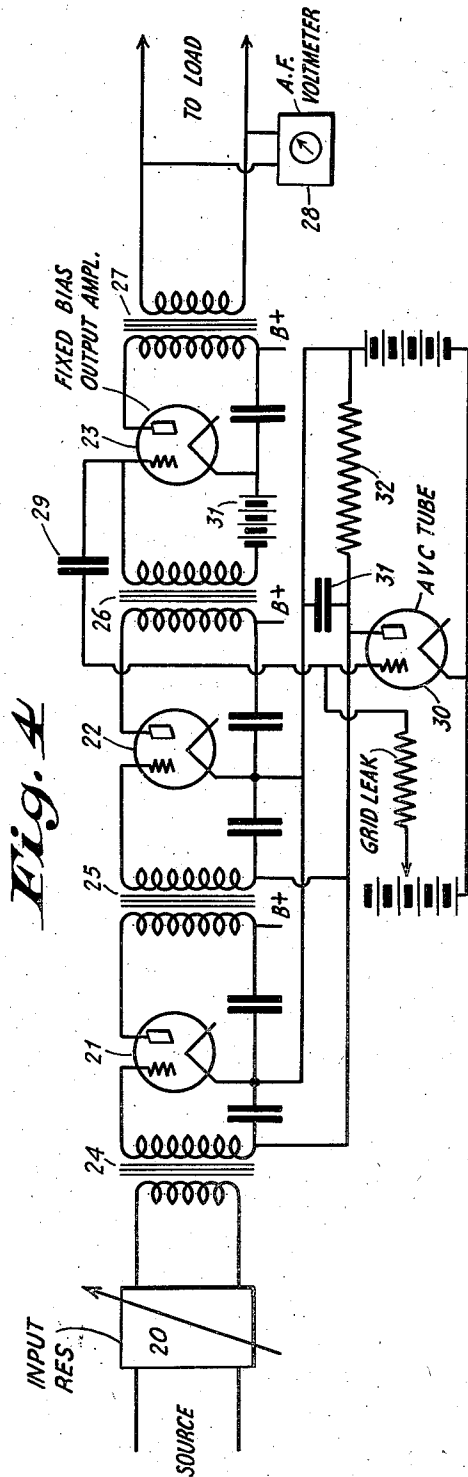 Fig. 4
INPUT
RES.
20
SOURCE
24
21
25
B+
22
26
B+
29
FIXED BIAS
OUTPUT AMPL.
23
31
27
B+
TO LOAD
A.F.
VOLTMETER
28
GRID LEAK
30
AVC TUBE
31
32